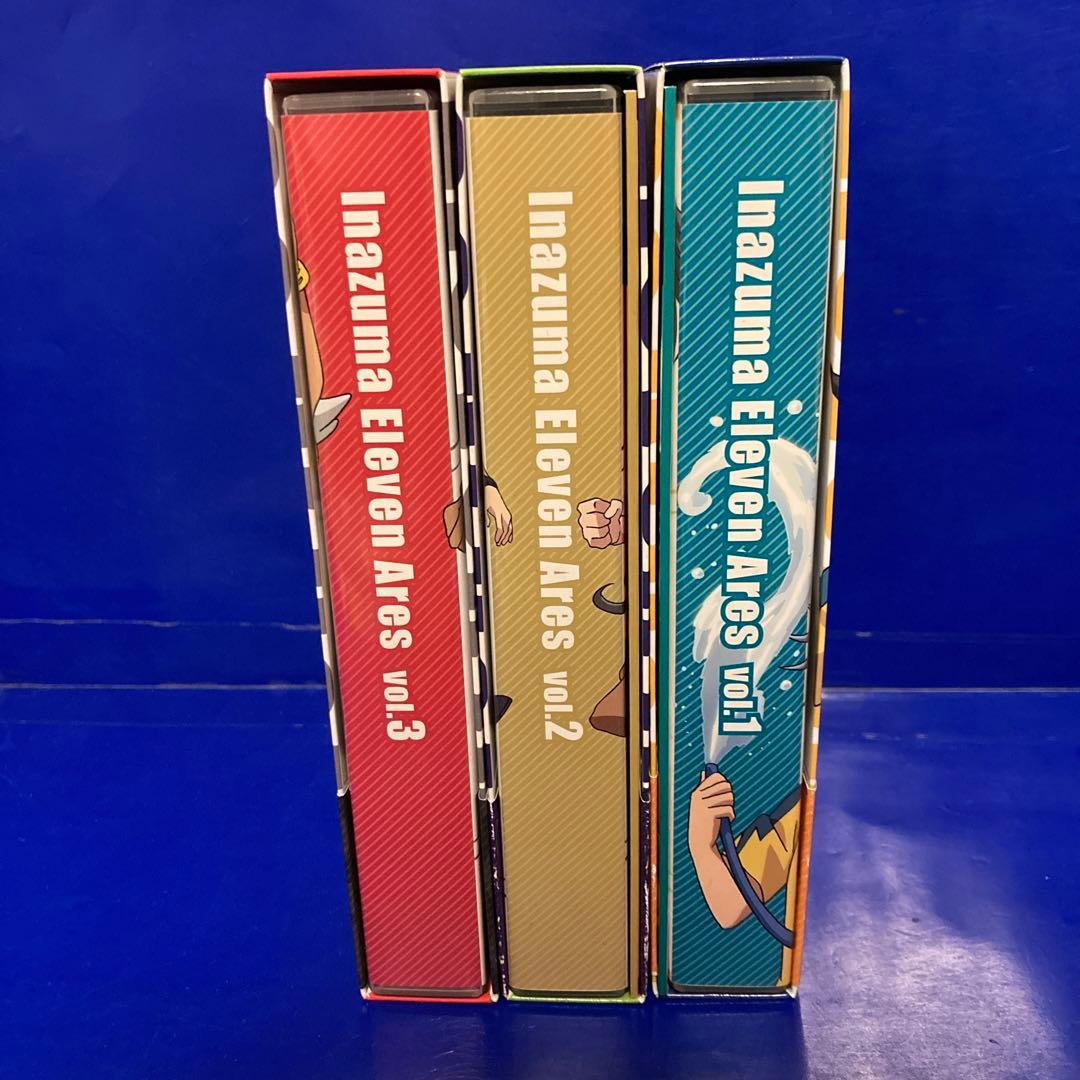 Inazuma Eleven Ares vol.3
Inazuma Eleven Ares vol.2
Inazuma Eleven Ares vol.1